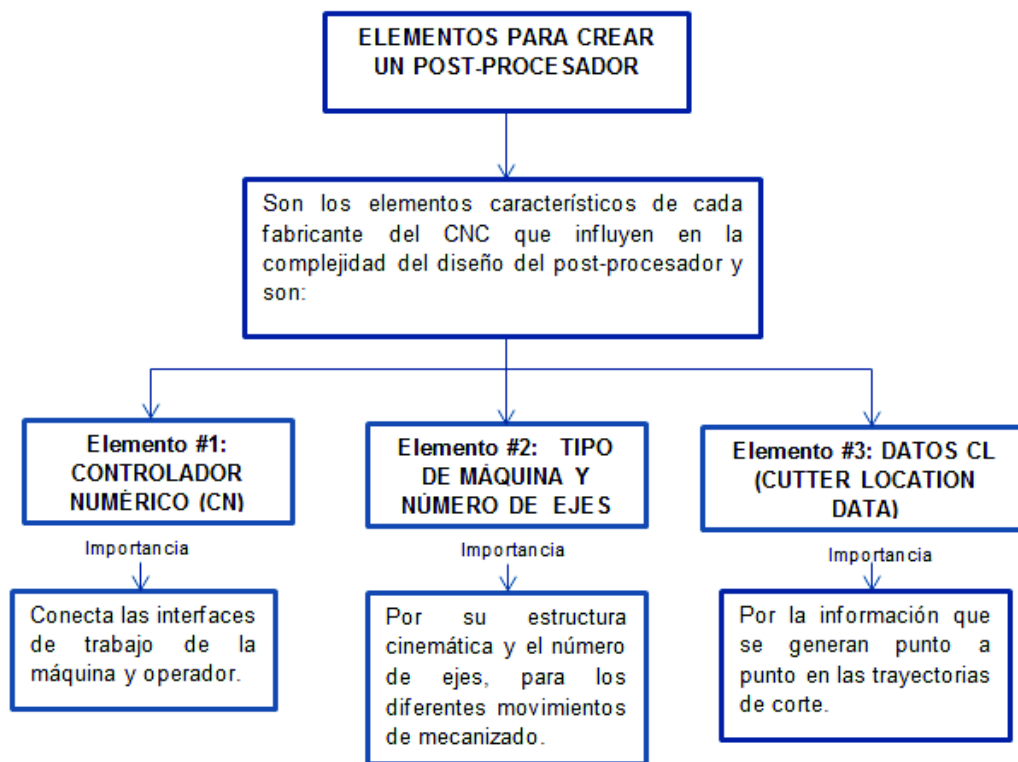 ELEMENTOS PARA CREAR
UN POST-PROCESADOR
Son los elementos característicos de cada
fabricante del CNC que influyen en la
complejidad del diseño del post-procesador y
son:
Elemento #1:
CONTROLADOR
NUMÉRICO (CN)
Importancia
Conecta las interfaces
de trabajo de la
máquina y operador.
Elemento #2: TIPO
DE MÁQUINA Y
NÚMERO DE EJES
Importancia
Por su estructura
cinemática y el número
de ejes, para los
diferentes movimientos
de mecanizado.
Elemento #3: DATOS CL
(CUTTER LOCATION
DATA)
Importancia
Por la información que
se generan punto a
punto en las trayectorias
de corte.